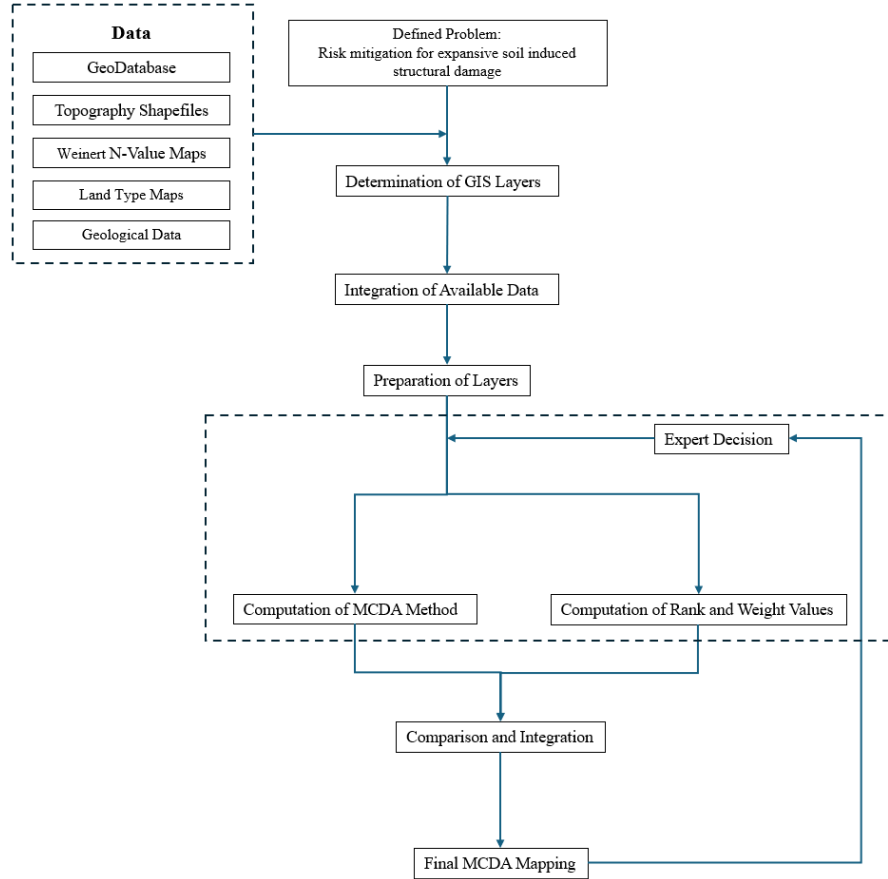 Data
GeoDatabase
Topography Shapefiles
Weinert N-Value Maps
Land Type Maps
Geological Data
Defined Problem:
Risk mitigation for expansive soil induced
structural damage
Determination of GIS Layers
Integration of Available Data
Preparation of Layers
Expert Decision
Computation of MCDA Method
Computation of Rank and Weight Values
Comparison and Integration
Final MCDA Mapping